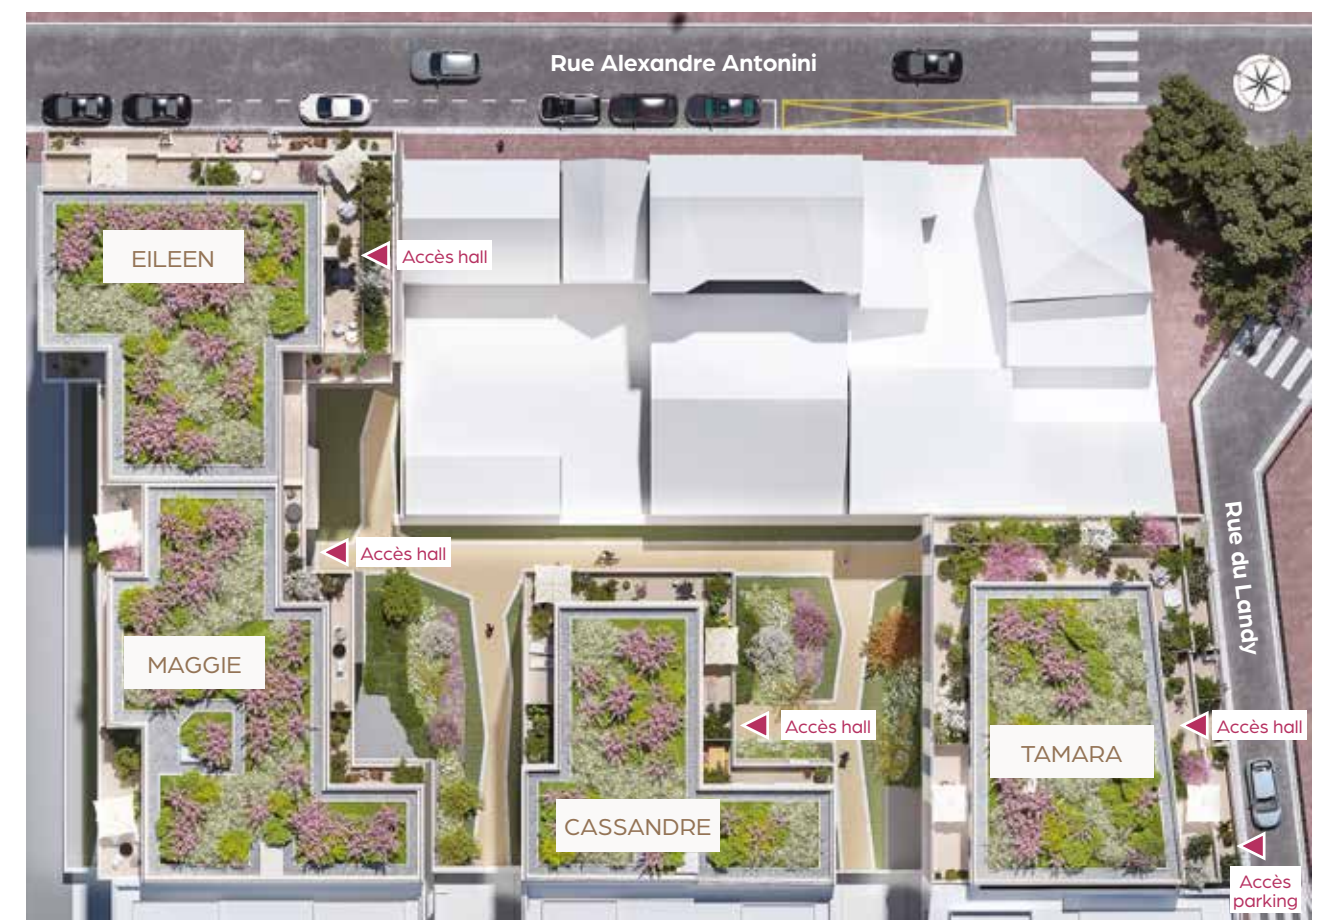 Rue Alexandre Antonini
EILEEN
Accès hall
Accès hall
Rue du Landy
MAGGIE
Accès hall
Accès hall
TAMARA
CASSANDRE
Accès
parking